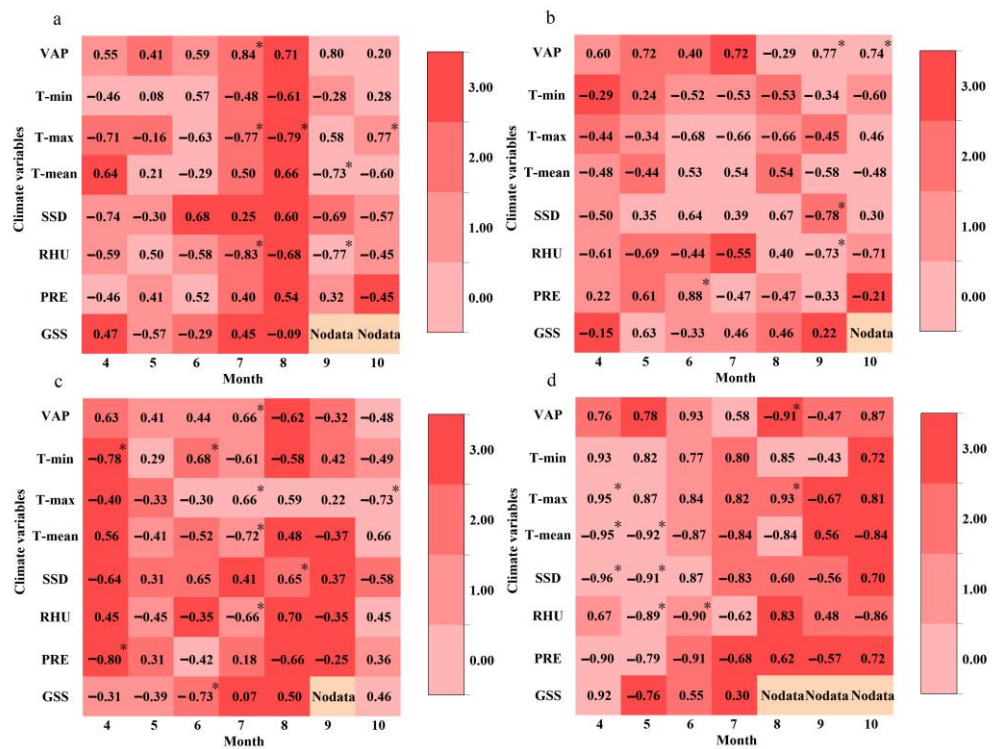 a
VAP 0.55 0.41 0.59 0.84* 0.71 0.80 0.20
T-min −0.46 0.08 0.57 −0.48 −0.61 −0.28 0.28
T-max −0.71 −0.16 −0.63 −0.77* −0.79* 0.58 0.77*
T-mean 0.64 0.21 −0.29 0.50 0.66 −0.73* −0.60
SSD −0.74 −0.30 0.68 0.25 0.60 −0.69 −0.57
RHU −0.59 0.50 −0.58 −0.83* −0.68 −0.77* −0.45
PRE −0.46 0.41 0.52 0.40 0.54 0.32 −0.45
GSS 0.47 −0.57 −0.29 0.45 −0.09 Nodata Nodata
4 5 6 7 8 9 10
Month
Climate variables
3.00
2.00
1.00
0.00
b
VAP 0.60 0.72 0.40 0.72 −0.29 0.77* 0.74*
T-min −0.29 0.24 −0.52 −0.53 −0.53 −0.34 −0.60
T-max −0.44 −0.34 −0.68 −0.66 −0.66 −0.45 0.46
T-mean −0.48 −0.44 0.53 0.54 0.54 −0.58 −0.48
SSD −0.50 0.35 0.64 0.39 0.67 −0.78* 0.30
RHU −0.61 −0.69 −0.44 −0.55 0.40 −0.73* −0.71
PRE 0.22 0.61 0.88* −0.47 −0.47 −0.33 −0.21
GSS −0.15 0.63 −0.33 0.46 0.46 0.22 Nodata
4 5 6 7 8 9 10
Month
Climate variables
3.00
2.00
1.00
0.00
c
VAP 0.63 0.41 0.44 0.66* −0.62 −0.32 −0.48
T-min −0.78* 0.29 0.68* −0.61 −0.58 0.42 −0.49
T-max −0.40 −0.33 −0.30 0.66* 0.59 0.22 −0.73*
T-mean 0.56 −0.41 −0.52 −0.72* 0.48 −0.37 0.66
SSD −0.64 0.31 0.65 0.41 0.65* 0.37 −0.58
RHU 0.45 −0.45 −0.35 −0.66* 0.70 −0.35 0.45
PRE −0.80* 0.31 −0.42 0.18 −0.66 −0.25 0.36
GSS −0.31 −0.39 −0.73* 0.07 0.50 Nodata 0.46
4 5 6 7 8 9 10
Month
Climate variables
3.00
2.00
1.00
0.00
d
VAP 0.76 0.78 0.93 0.58 −0.91* −0.47 0.87
T-min 0.93 0.82 0.77 0.80 0.85 −0.43 0.72
T-max 0.95* 0.87 0.84 0.82 0.93* −0.67 0.81
T-mean −0.95* −0.92* −0.87 −0.84 −0.84 0.56 −0.84
SSD −0.96* −0.91* 0.87 −0.83 0.60 −0.56 0.70
RHU 0.67 −0.89* −0.90* −0.62 0.83 0.48 −0.86
PRE −0.90 −0.79 −0.91 −0.68 0.62 −0.57 0.72
GSS 0.92 −0.76 0.55 0.30 Nodata Nodata Nodata
4 5 6 7 8 9 10
Month
Climate variables
3.00
2.00
1.00
0.00